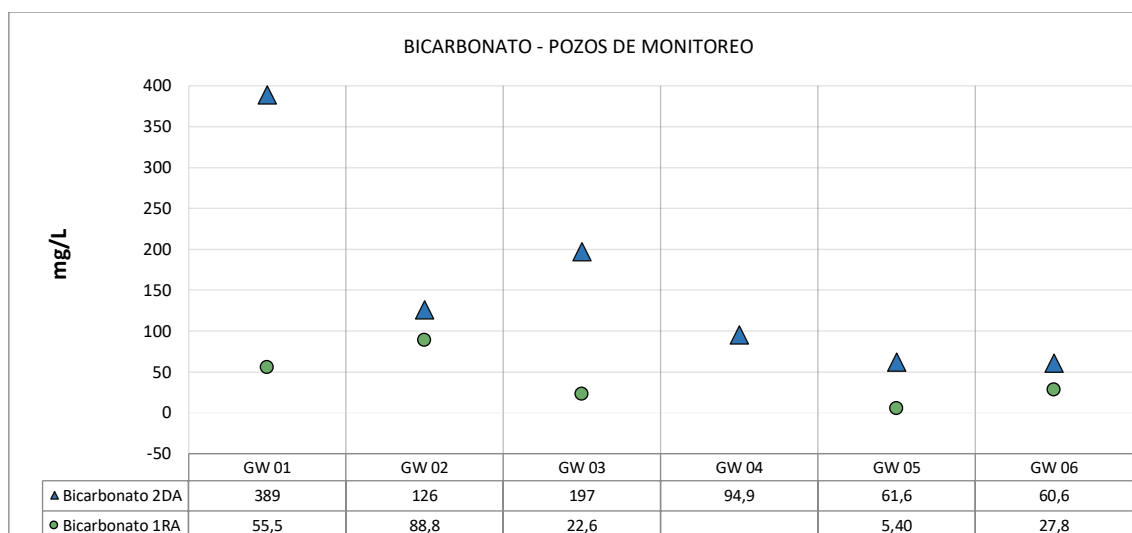 BICARBONATO - POZOS DE MONITOREO
400
350
300
250
200
150
100
50
0
-50
mg/L
GW 01 GW 02 GW 03 GW 04 GW 05 GW 06
Bicarbonato 2DA 389 126 197 94,9 61,6 60,6
Bicarbonato 1RA 55,5 88,8 22,6 5,40 27,8